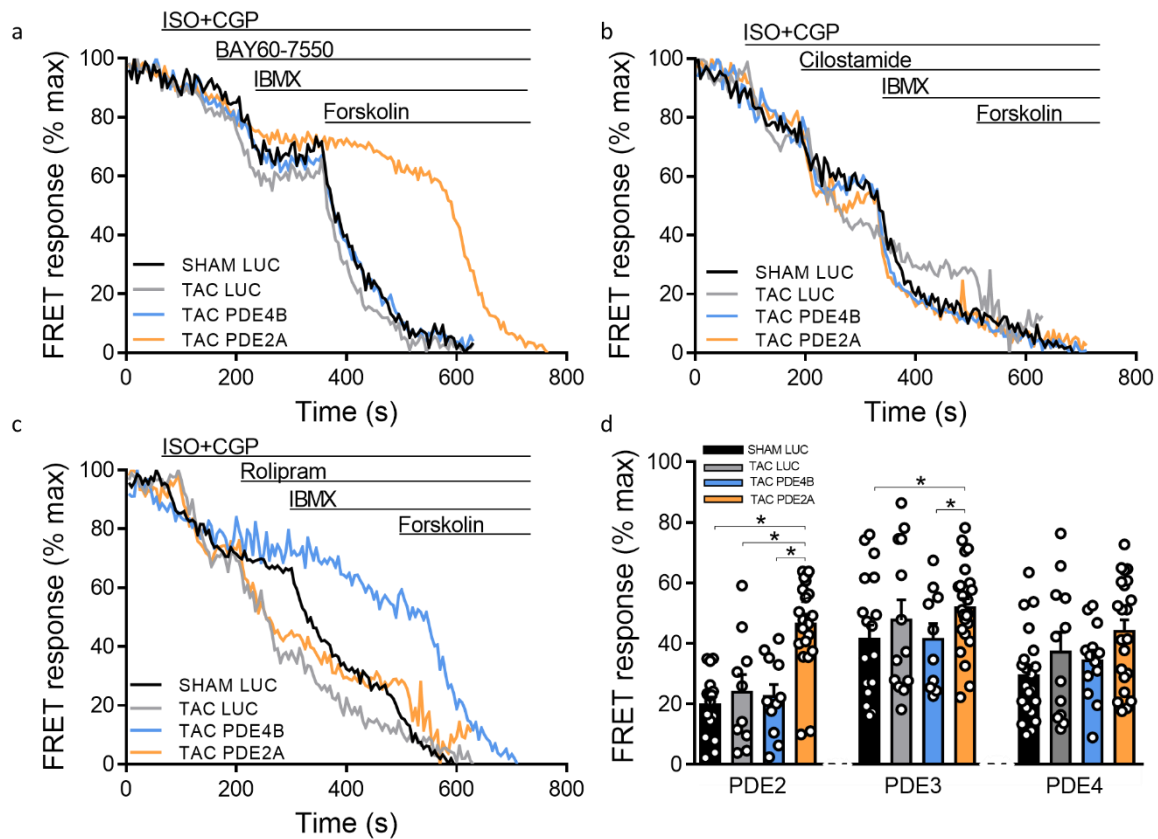 a
ISO+CGP
BAY60-7550
IBMX
Forskolin
FRET response (% max)
100
80
60
40
20
0
SHAM LUC
TAC LUC
TAC PDE4B
TAC PDE2A
0 200 400 600 800
Time (s)
b
ISO+CGP
Cilostamide
IBMX
Forskolin
FRET response (% max)
100
80
60
40
20
0
SHAM LUC
TAC LUC
TAC PDE4B
TAC PDE2A
0 200 400 600 800
Time (s)
c
ISO+CGP
Rolipram
IBMX
Forskolin
FRET response (% max)
100
80
60
40
20
0
SHAM LUC
TAC LUC
TAC PDE4B
TAC PDE2A
0 200 400 600 800
Time (s)
d
FRET response (% max)
100
80
60
40
20
0
SHAM LUC
TAC LUC
TAC PDE4B
TAC PDE2A
*
*
*
*
*
PDE2 PDE3 PDE4